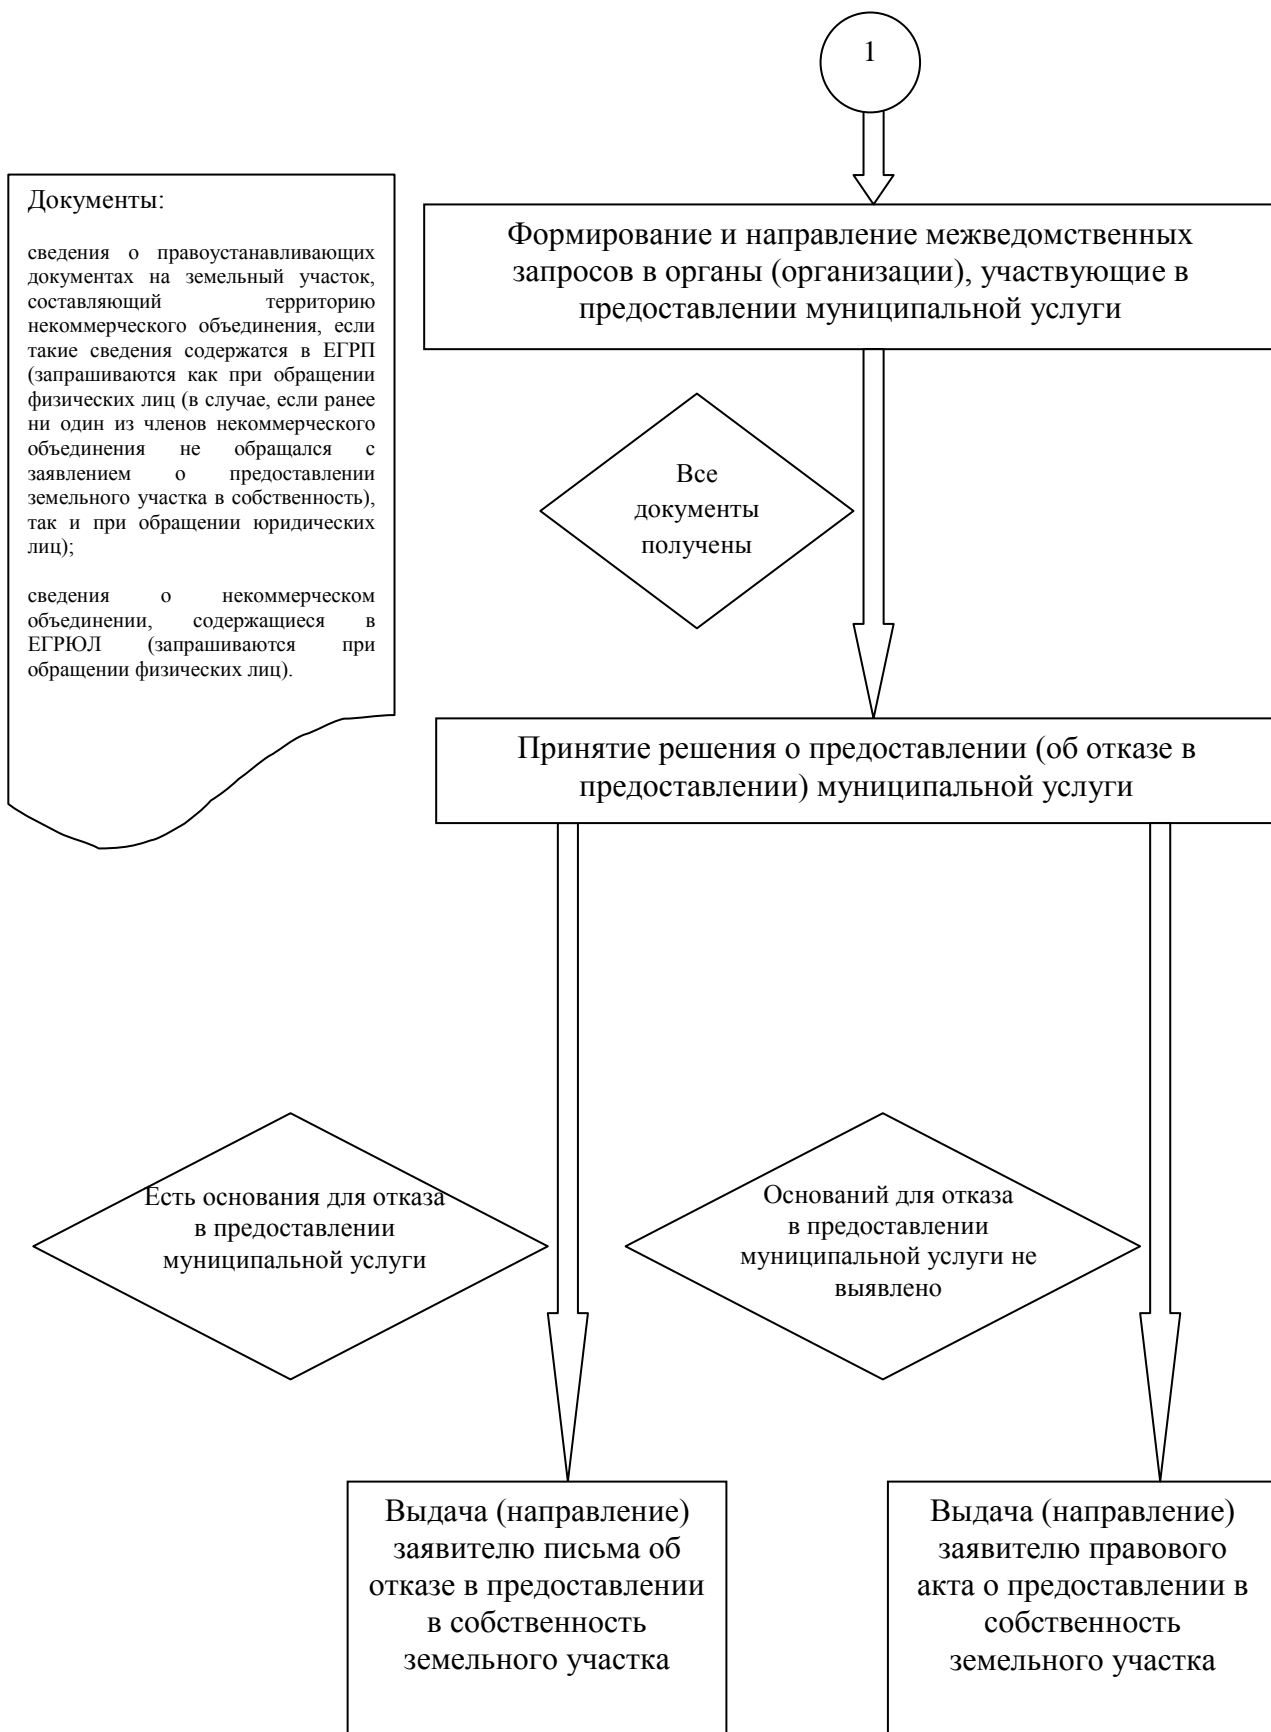 1
Документы:
сведения о правоустанавливающих
документах на земельный участок,
составляющий территорию
некоммерческого объединения, если
такие сведения содержатся в ЕГРП
(запрашиваются как при обращении
физических лиц (в случае, если ранее
ни один из членов некоммерческого
объединения не обращался с
заявлением о предоставлении
земельного участка в собственность),
так и при обращении юридических
лиц);
сведения о некоммерческом
объединении, содержащиеся в
ЕГРЮЛ (запрашиваются при
обращении физических лиц).
Формирование и направление межведомственных
запросов в органы (организации), участвующие в
предоставлении муниципальной услуги
Все
документы
получены
Принятие решения о предоставлении (об отказе в
предоставлении) муниципальной услуги
Есть основания для отказа
в предоставлении
муниципальной услуги
Оснований для отказа
в предоставлении
муниципальной услуги не
выявлено
Выдача (направление)
заявителю письма об
отказе в предоставлении
в собственность
земельного участка
Выдача (направление)
заявителю правового
акта о предоставлении в
собственность
земельного участка